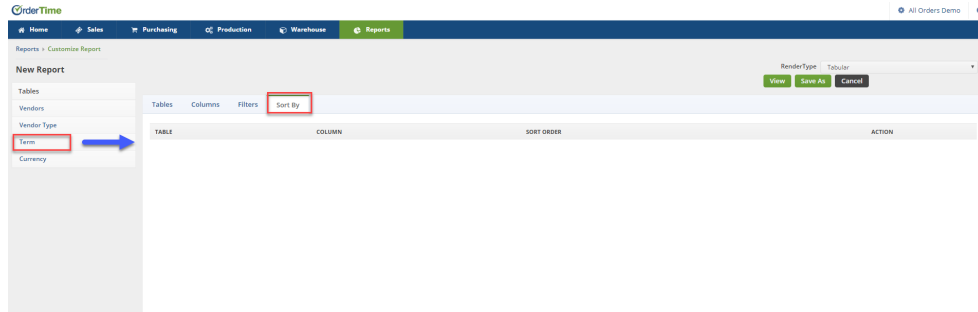 OrderTime
All Orders Demo
Home Sales Purchasing Production Warehouse Reports
Reports » Customize Report
New Report
RenderType Tabular
View Save As Cancel
Tables
Tables Columns Filters Sort By
Vendors
Vendor Type
TABLE COLUMN SORT ORDER ACTION
Term
Currency